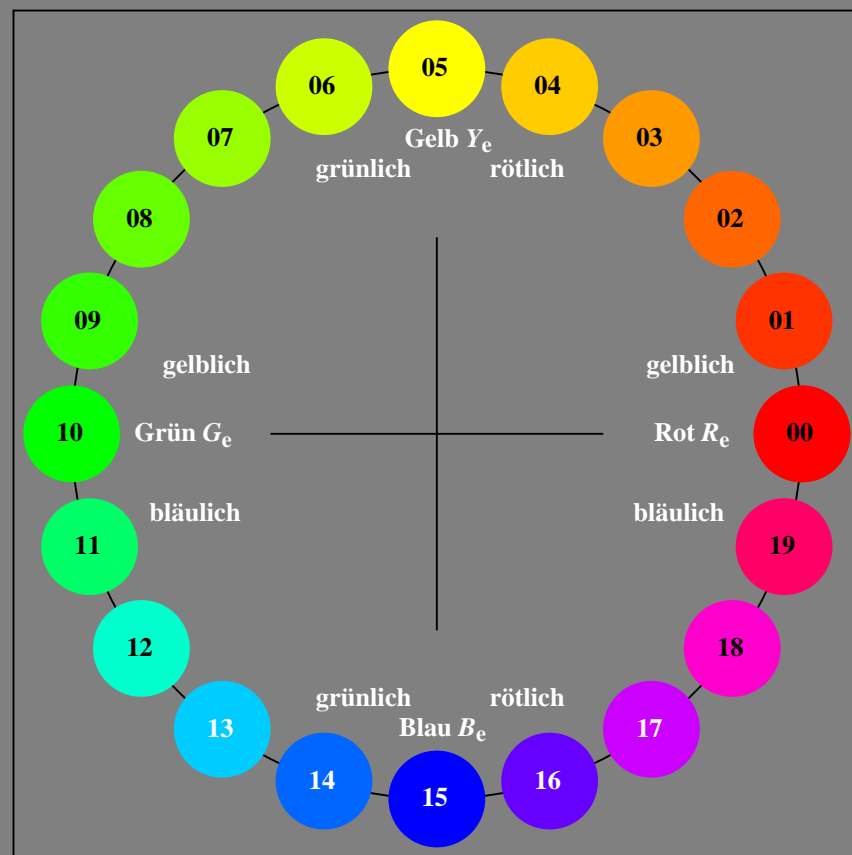 05
06 04
Gelb Ye
07 03
grünlich rötlich
08 02
09 01
gelblich gelblich
10 Grün Ge Rot Re 00
bläulich bläulich
11 19
12 18
grünlich rötlich
13 Blau Be 17
14 16
15